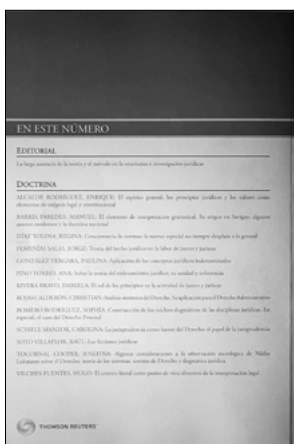 EN ESTE NÚMERO
EDITORIAL
La larga ausencia de la teoría y el método en la enseñanza e investigación jurídicas
DOCTRINA
ALCALDE RODRÍGUEZ, ENRIQUE: El espíritu general, los principios jurídicos y los valores como
elementos de exégesis legal y constitucional
BARRÍA PAREDES, MANUEL: El elemento de interpretación gramatical. Su origen en Savigny, algunos
autores modernos y la doctrina nacional
DÍAZ TOLOSA, REGINA: Concurrencia de normas: la norma especial no siempre desplaza a la general
FERMANDOIS, JORGE: Teoría del hecho jurídico en la labor de jueces y juristas
GONZÁLEZ VERGARA, PAULINA: Aplicación de los conceptos jurídicos indeterminados
PINO TORRES, ANA: Sobre la teoría del ordenamiento jurídico, su unidad y coherencia
RIVERA BRAVO, DANIELA: El rol de los principios en la actividad de jueces y juristas
ROJAS CALDERÓN, CHRISTIAN: Análisis sistémico del Derecho. Su aplicación para el Derecho Administrativo
ROMERO RODRÍGUEZ, SOPHÍA: Construcción de los núcleos dogmáticos de las disciplinas jurídicas. En
especial, el caso del Derecho Procesal
SCHIELE MANZOR, CAROLINA: La jurisprudencia como fuente del Derecho: el papel de la jurisprudencia
SOTO VILLAFLOR, RAÚL: Las ficciones jurídicas
TOCORNAL COOPER, JOSEFINA: Algunas consideraciones a la observación sociológica de Niklas
Luhmann sobre el Derecho: teoría de los sistemas, sentido de Derecho y dogmática jurídica
VILCHES FUENTES, HUGO: El criterio literal como punto de vista directivo de la interpretación legal
THOMSON REUTERS